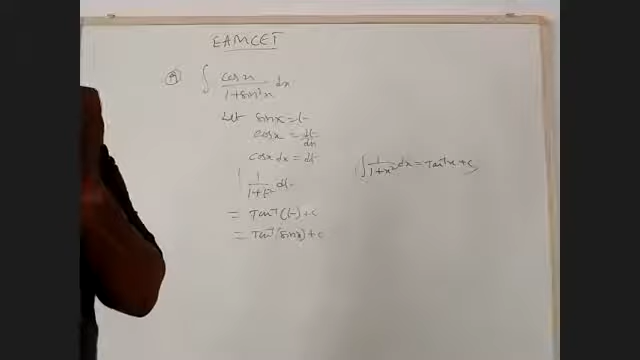 EAMCET
∫ cosx / 1+sin²x dx
Let sinx = t
cosx = dt/dx
cosx dx = dt
∫ 1/1+t² dt
∫ 1/1+x² dx = Tan⁻¹x + c
= Tan⁻¹(t) + c
= Tan⁻¹(sinx) + c